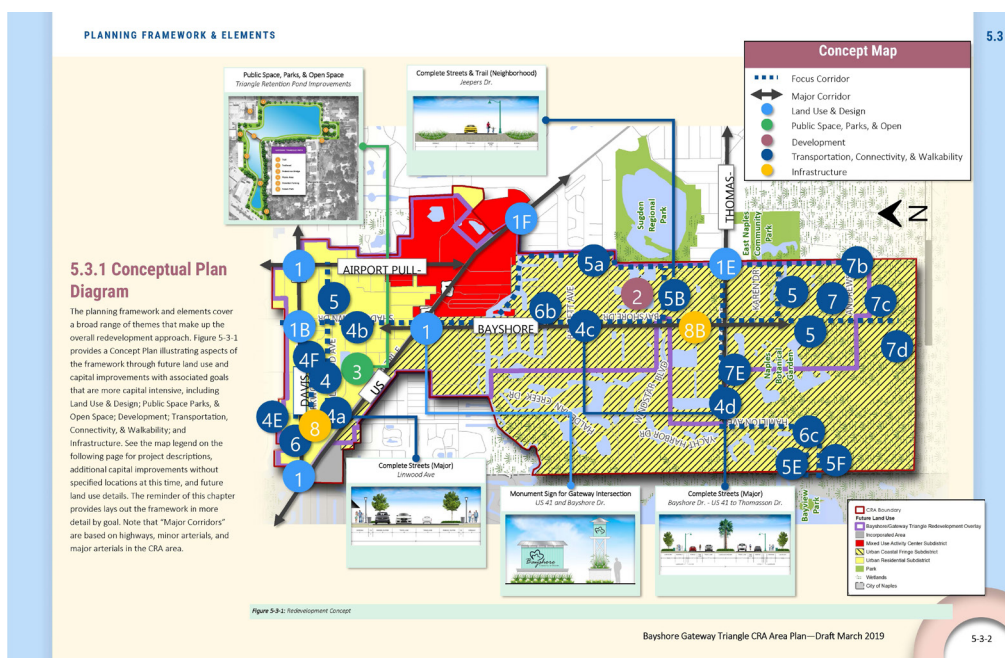 PLANNING FRAMEWORK & ELEMENTS
5.3
Concept Map
Focus Corridor
Major Corridor
Land Use & Design
Public Space, Parks, & Open
Development
Transportation, Connectivity, & Walkability
Infrastructure
Public Space, Parks, & Open Space
Triangle Retention Pond Improvements
Complete Streets & Trail (Neighborhood)
Jeepers Dr.
5.3.1 Conceptual Plan
Diagram
The planning framework and elements cover
a broad range of themes that make up the
overall redevelopment approach. Figure 5-3-1
provides a Concept Plan illustrating aspects of
the framework through future land use and
capital improvements with associated goals
that are more capital intensive, including
Land Use & Design; Public Space Parks, &
Open Space; Development; Transportation,
Connectivity, & Walkability; and
Infrastructure. See the map legend on the
following page for project descriptions,
additional capital improvements without
specified locations at this time, and future
land use details. The reminder of this chapter
provides lays out the framework in more
detail by goal. Note that "Major Corridors"
are based on highways, minor arterials, and
major arterials in the CRA area.
N
THOMAS-
Sugden
Regional
Park
East Naples
Community
Park
1F
1
AIRPORT PULL-
5a
1E
7b
5
6b
2
5B
5
7
7c
1B
4b
1
BAYSHORE
4c
8B
5
7d
4F
3
4
DAVIS
US
7E
Naples
Botanical
Garden
4E
8
4a
4d
6
6c
1
5E
5F
Bayview
Park
Complete Streets (Major)
Linwood Ave
Monument Sign for Gateway Intersection
US 41 and Bayshore Dr.
Bayshore
Complete Streets (Major)
Bayshore Dr. - US 41 to Thomasson Dr.
CRA Boundary
Future Land Use
Bayshore/Gateway Triangle Redevelopment Overlay
Incorporated Area
Mixed Use Activity Center Subdistrict
Urban Coastal Fringe Subdistrict
Urban Residential Subdistrict
Park
Wetlands
City of Naples
Figure 5-3-1: Redevelopment Concept
Bayshore Gateway Triangle CRA Area Plan—Draft March 2019
5-3-2